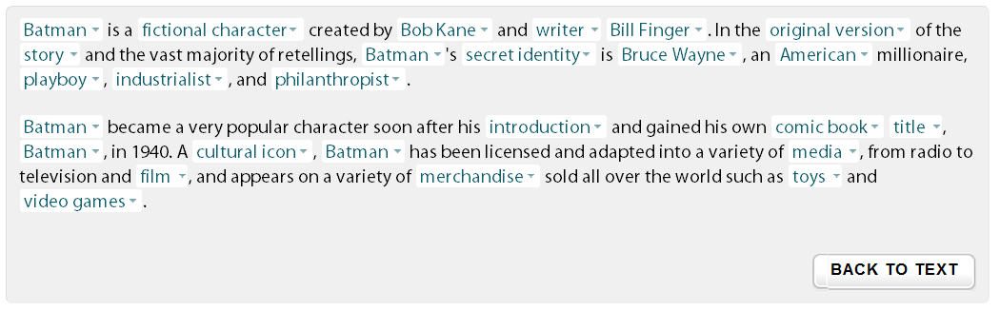 Batman is a fictional character created by Bob Kane and writer Bill Finger . In the original version of the
story and the vast majority of retellings, Batman 's secret identity is Bruce Wayne , an American millionaire,
playboy , industrialist , and philanthropist .
Batman became a very popular character soon after his introduction and gained his own comic book title ,
Batman , in 1940. A cultural icon , Batman has been licensed and adapted into a variety of media , from radio to
television and film , and appears on a variety of merchandise sold all over the world such as toys and
video games .
BACK TO TEXT